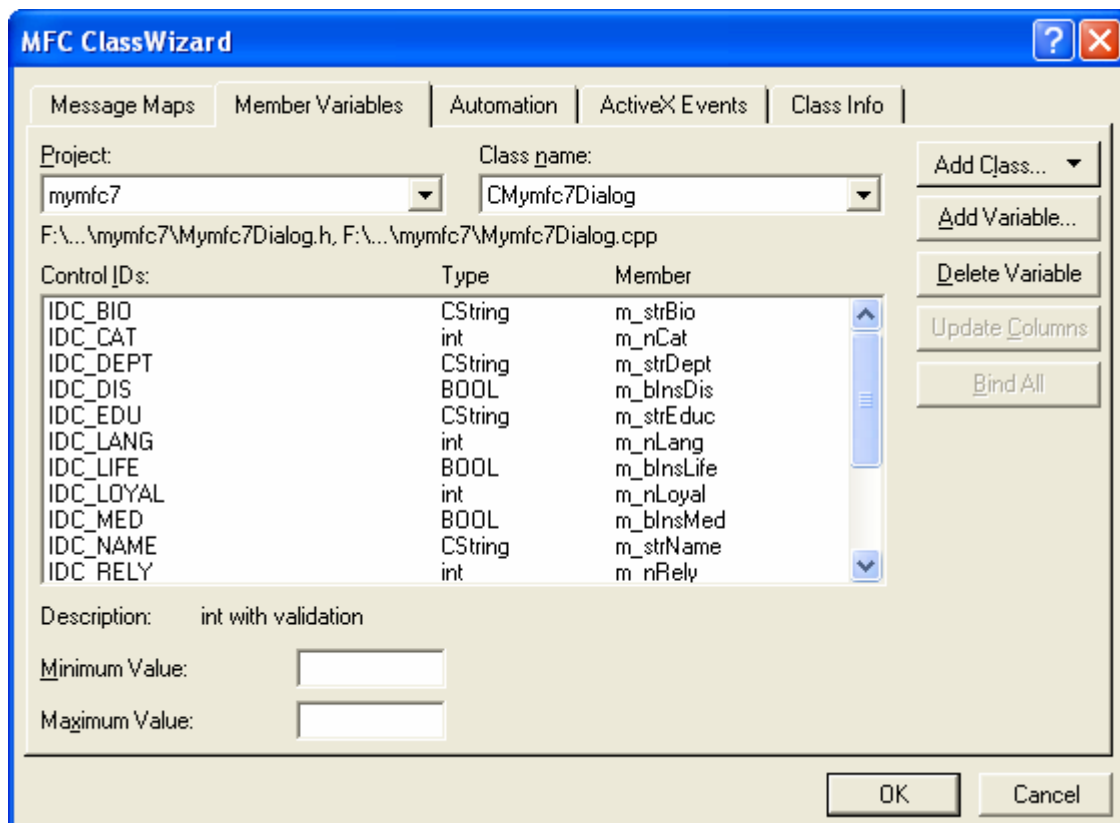 MFC ClassWizard
Message Maps Member Variables Automation ActiveX Events Class Info
Project: Class name:
mymfc7 CMymfc7Dialog
F:\...\mymfc7\Mymfc7Dialog.h, F:\...\mymfc7\Mymfc7Dialog.cpp
Control IDs: Type Member
IDC_BIO CString m_strBio
IDC_CAT int m_nCat
IDC_DEPT CString m_strDept
IDC_DIS BOOL m_bInsDis
IDC_EDU CString m_strEduc
IDC_LANG int m_nLang
IDC_LIFE BOOL m_bInsLife
IDC_LOYAL int m_nLoyal
IDC_MED BOOL m_bInsMed
IDC_NAME CString m_strName
IDC_RELY int m_nRely
Add Class...
Add Variable...
Delete Variable
Update Columns
Bind All
Description: int with validation
Minimum Value:
Maximum Value:
OK Cancel